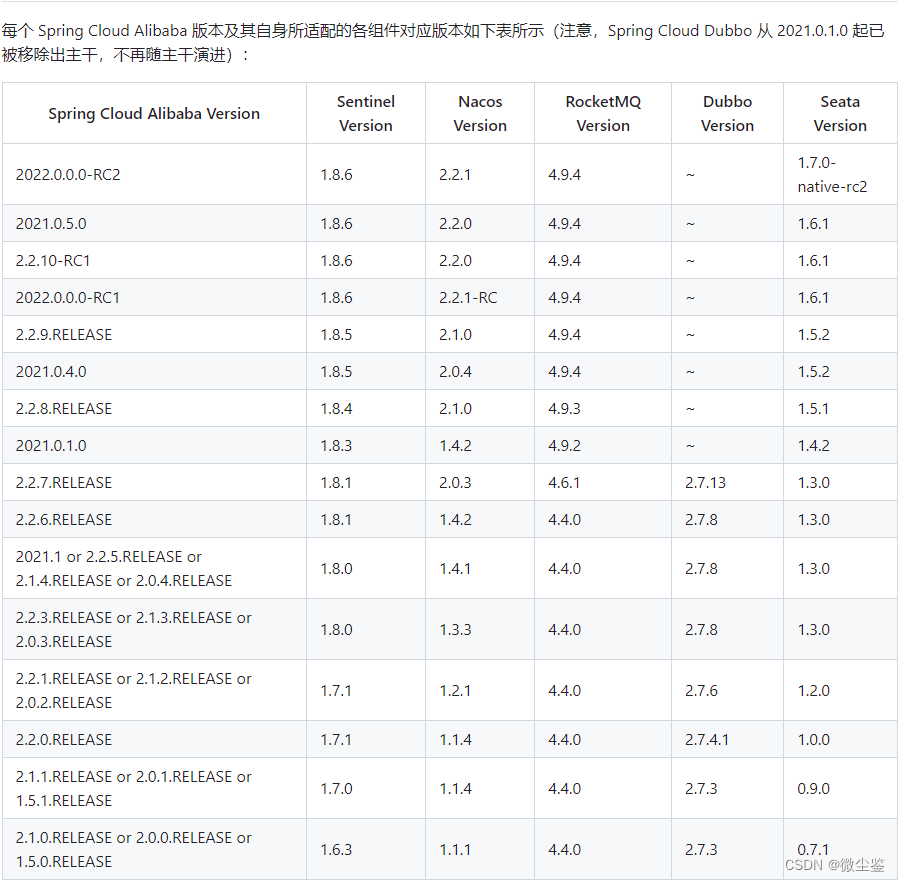 每个 Spring Cloud Alibaba 版本及其自身所适配的各组件对应版本如下表所示（注意，Spring Cloud Dubbo 从 2021.0.1.0 起已
被移除出主干，不再随主干演进）：
Spring Cloud Alibaba Version Sentinel Version Nacos Version RocketMQ Version Dubbo Version Seata Version
2022.0.0.0-RC2 1.8.6 2.2.1 4.9.4 ~ 1.7.0-native-rc2
2021.0.5.0 1.8.6 2.2.0 4.9.4 ~ 1.6.1
2.2.10-RC1 1.8.6 2.2.0 4.9.4 ~ 1.6.1
2022.0.0.0-RC1 1.8.6 2.2.1-RC 4.9.4 ~ 1.6.1
2.2.9.RELEASE 1.8.5 2.1.0 4.9.4 ~ 1.5.2
2021.0.4.0 1.8.5 2.0.4 4.9.4 ~ 1.5.2
2.2.8.RELEASE 1.8.4 2.1.0 4.9.3 ~ 1.5.1
2021.0.1.0 1.8.3 1.4.2 4.9.2 ~ 1.4.2
2.2.7.RELEASE 1.8.1 2.0.3 4.6.1 2.7.13 1.3.0
2.2.6.RELEASE 1.8.1 1.4.2 4.4.0 2.7.8 1.3.0
2021.1 or 2.2.5.RELEASE or
2.1.4.RELEASE or 2.0.4.RELEASE 1.8.0 1.4.1 4.4.0 2.7.8 1.3.0
2.2.3.RELEASE or 2.1.3.RELEASE or
2.0.3.RELEASE 1.8.0 1.3.3 4.4.0 2.7.8 1.3.0
2.2.1.RELEASE or 2.1.2.RELEASE or
2.0.2.RELEASE 1.7.1 1.2.1 4.4.0 2.7.6 1.2.0
2.2.0.RELEASE 1.7.1 1.1.4 4.4.0 2.7.4.1 1.0.0
2.1.1.RELEASE or 2.0.1.RELEASE or
1.5.1.RELEASE 1.7.0 1.1.4 4.4.0 2.7.3 0.9.0
2.1.0.RELEASE or 2.0.0.RELEASE or
1.5.0.RELEASE 1.6.3 1.1.1 4.4.0 2.7.3 0.7.1
CSDN @微尘鉴